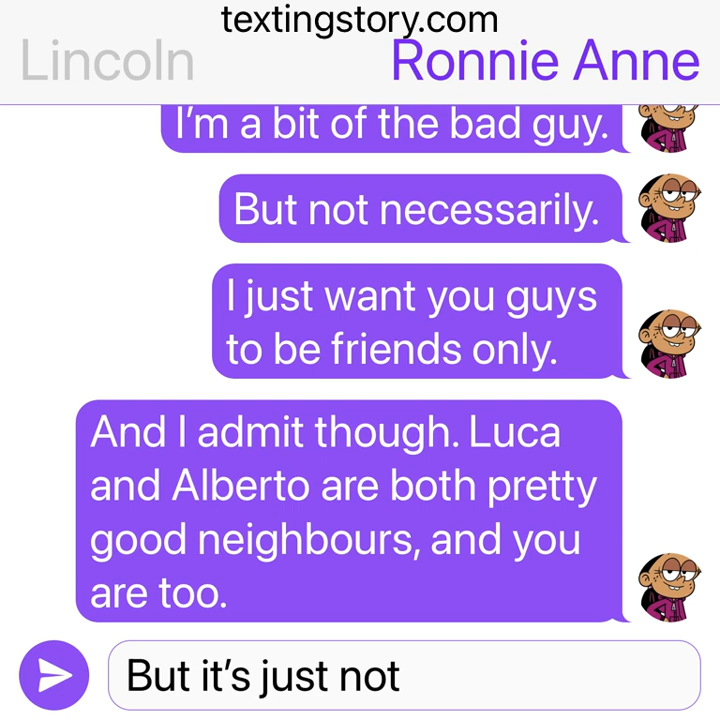 textingstory.com
Lincoln
Ronnie Anne
I'm a bit of the bad guy.
But not necessarily.
I just want you guys
to be friends only.
And I admit though. Luca
and Alberto are both pretty
good neighbours, and you
are too.
But it's just not